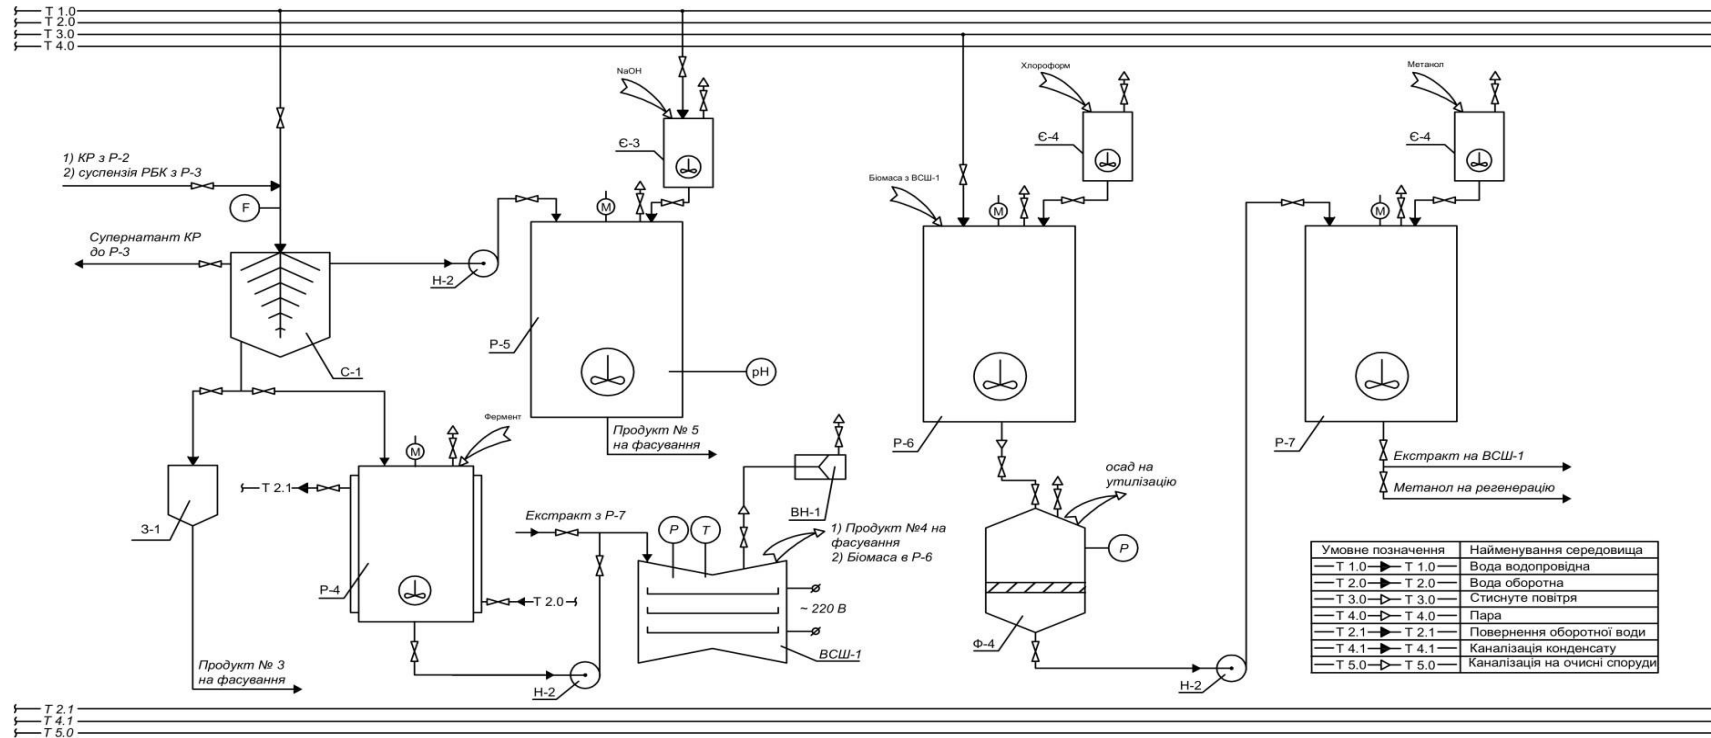 Т 1.0
Т 2.0
Т 3.0
Т 4.0
NaOH
Хлороформ
Метанол
Є-3
Є-4
Є-4
1) КР з Р-2
2) суспензія РБК з Р-3
F
Біомаса з ВСШ-1
М
М
М
Супернатант КР
до Р-3
Н-2
Р-5
pH
С-1
Фермент
Продукт № 5
на фасування
Р-6
Р-7
М
Екстракт на ВСШ-1
Метанол на регенерацію
осад на
утилізацію
Т 2.1
З-1
ВН-1
Екстракт з Р-7
Р
Т
1) Продукт №4 на
фасування
2) Біомаса в Р-6
Р
Р-4
Т 2.0
~ 220 В
ВСШ-1
Ф-4
Продукт № 3
на фасування
Н-2
Н-2
Умовне позначення Найменування середовища
Т 1.0 Т 1.0 Вода водопровідна
Т 2.0 Т 2.0 Вода оборотна
Т 3.0 Т 3.0 Стиснуте повітря
Т 4.0 Т 4.0 Пара
Т 2.1 Т 2.1 Повернення оборотної води
Т 4.1 Т 4.1 Каналізація конденсату
Т 5.0 Т 5.0 Каналізація на очисні споруди
Т 2.1
Т 4.1
Т 5.0